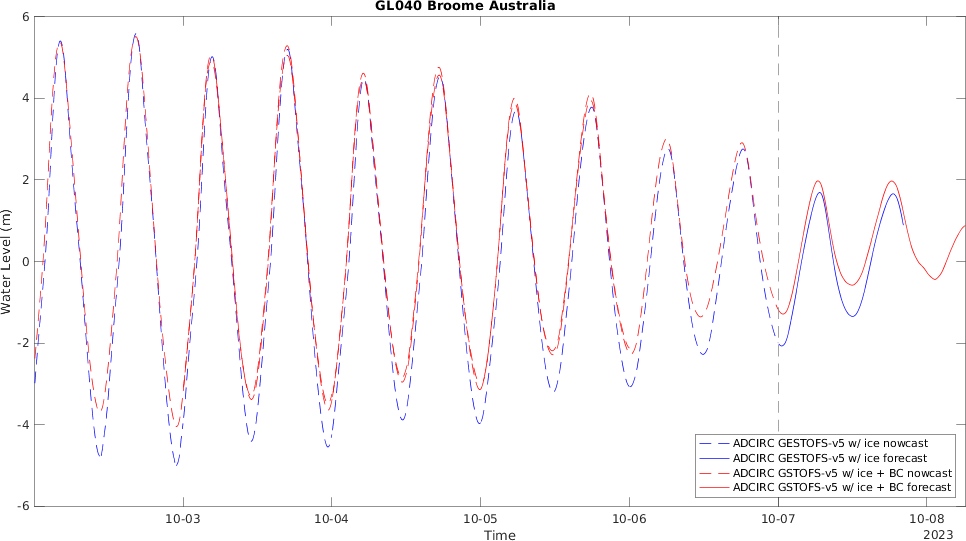 GL040 Broome Australia
6
4
2
0
-2
-4
-6
Water Level (m)
ADCIRC GESTOFS-v5 w/ ice nowcast
ADCIRC GESTOFS-v5 w/ ice forecast
ADCIRC GSTOFS-v5 w/ ice + BC nowcast
ADCIRC GSTOFS-v5 w/ ice + BC forecast
10-03 10-04 10-05 10-06 10-07 10-08
Time
2023